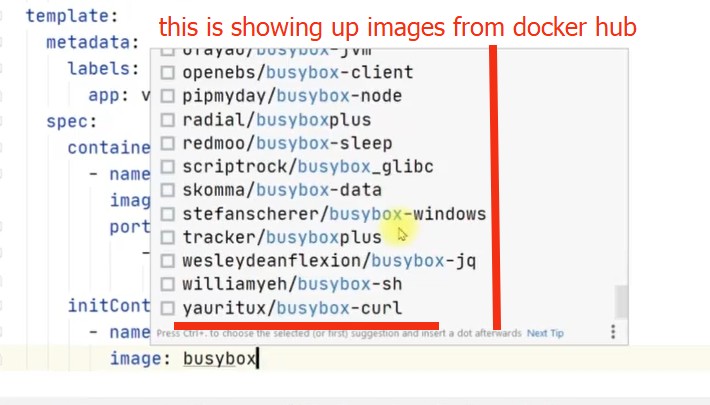 this is showing up images from docker hub
template:
metadata:
labels:
app: v
spec:
containe
- name
imag
port
-
initCont
- name
image: busybox
ofayau/busybox-jvm
openebs/busybox-client
pipmyday/busybox-node
radial/busyboxplus
redmoo/busybox-sleep
scriptrock/busybox_glibc
skomma/busybox-data
stefanscherer/busybox-windows
tracker/busyboxplus
wesleydeanflexion/busybox-jq
williamyeh/busybox-sh
yauritux/busybox-curl
Press Ctrl+. to choose the selected (or first) suggestion and insert a dot afterwards Next Tip